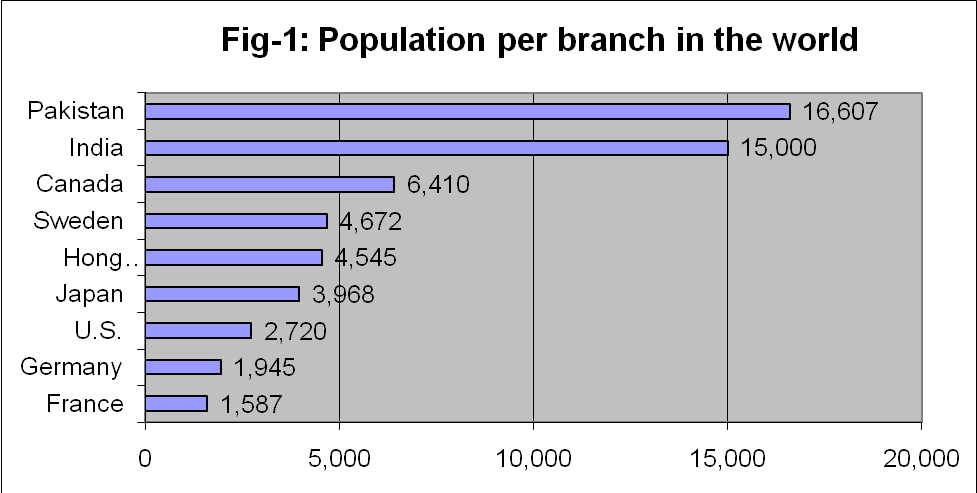 Fig-1: Population per branch in the world
Pakistan 16,607
India 15,000
Canada 6,410
Sweden 4,672
Hong.. 4,545
Japan 3,968
U.S. 2,720
Germany 1,945
France 1,587
0 5,000 10,000 15,000 20,000